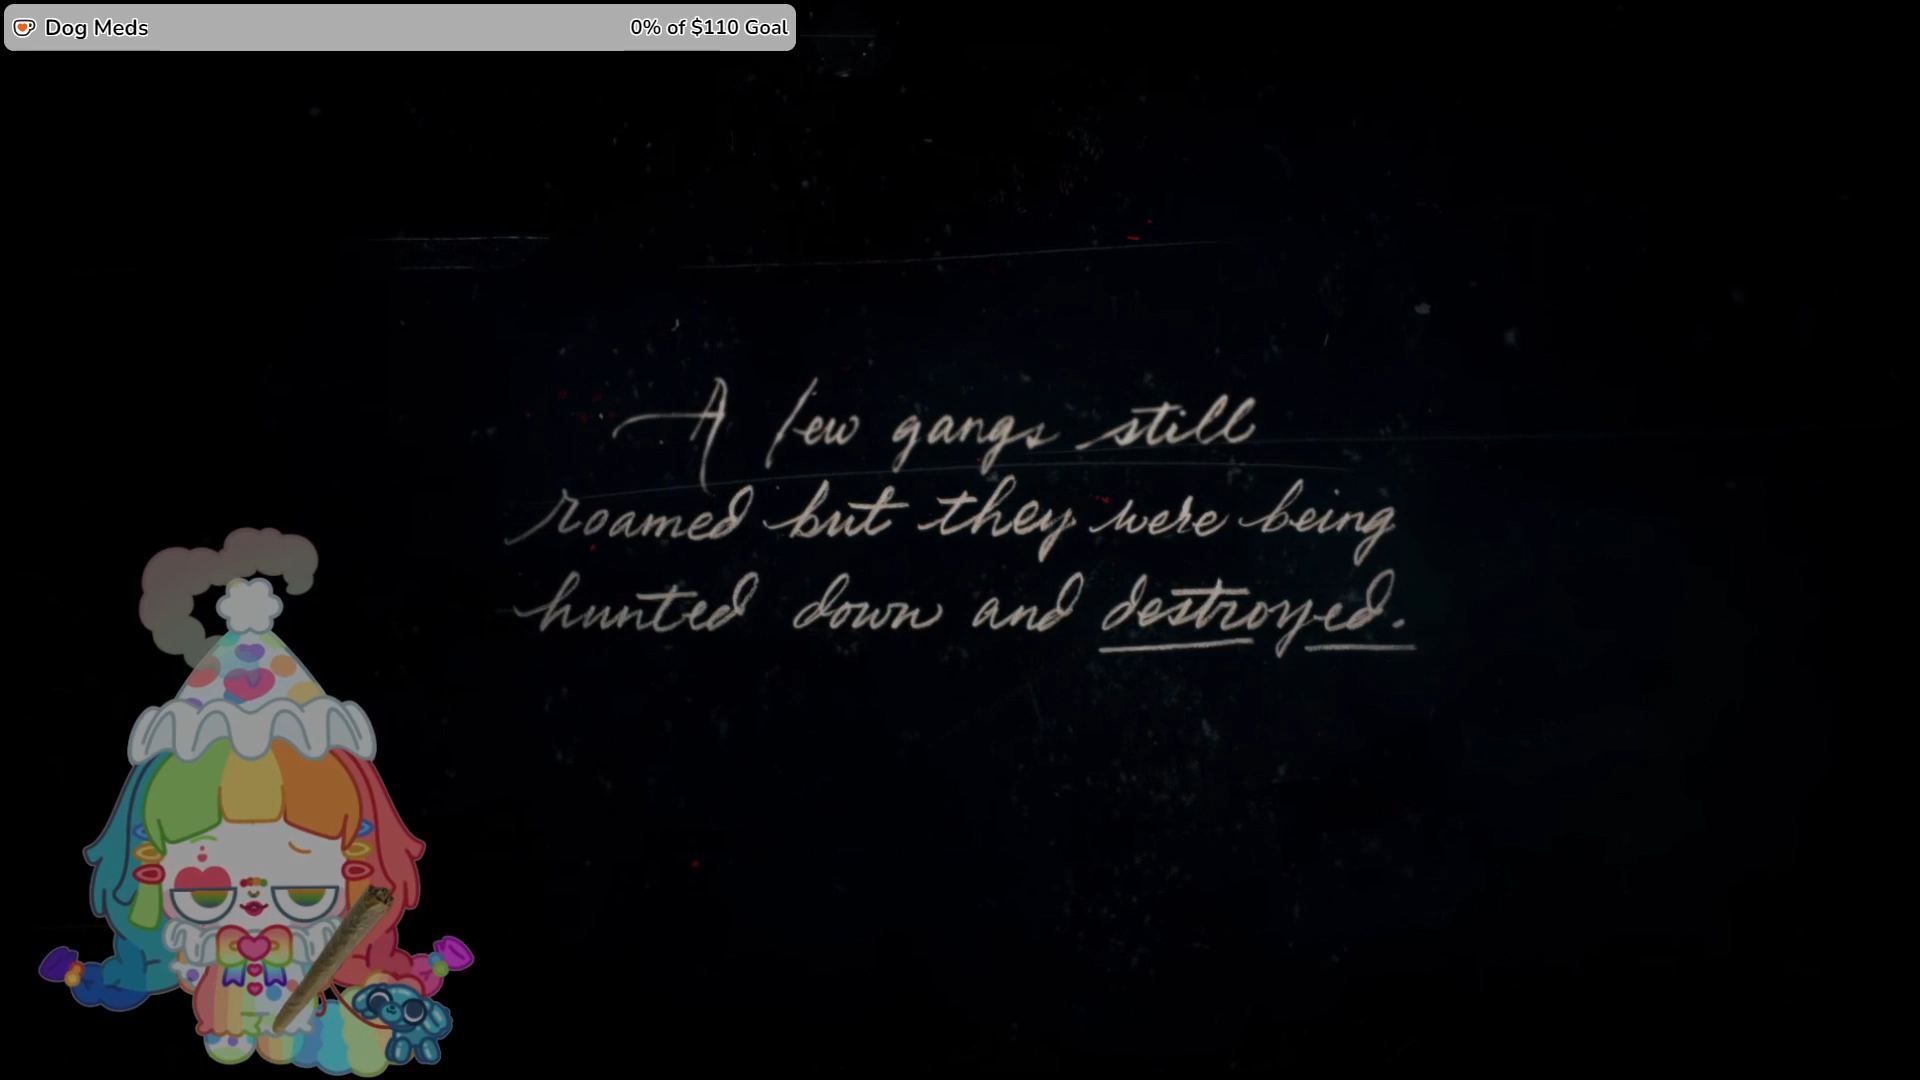 Dog Meds
0% of $110 Goal
A few gangs still
roamed but they were being
hunted down and destroyed.